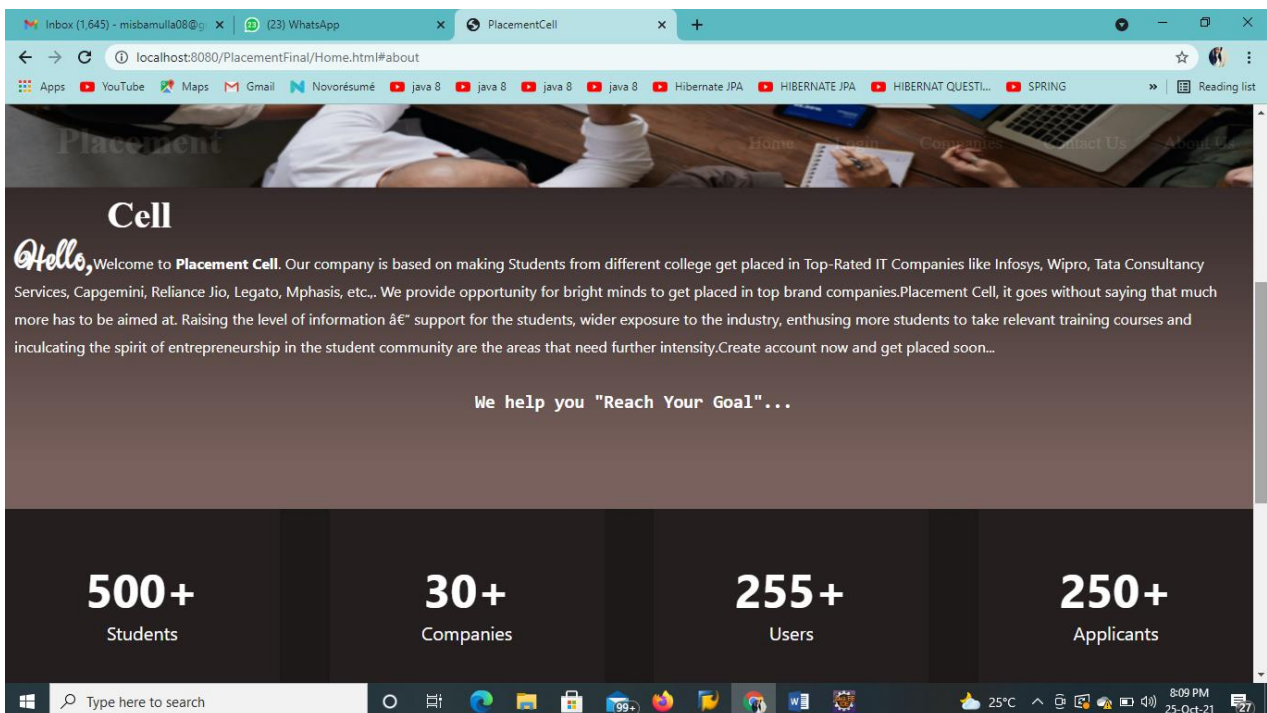 Inbox (1,645) - misbamulla08@g
(23) WhatsApp
PlacementCell
localhost:8080/PlacementFinal/Home.html#about
Apps YouTube Maps Gmail Novorésumé java 8 java 8 java 8 java 8 Hibernate JPA HIBERNATE JPA HIBERNAT QUESTI... SPRING » Reading list
Placement Home Login Companies Contact Us About Us
Cell
Hello, Welcome to Placement Cell. Our company is based on making Students from different college get placed in Top-Rated IT Companies like Infosys, Wipro, Tata Consultancy
Services, Capgemini, Reliance Jio, Legato, Mphasis, etc.,. We provide opportunity for bright minds to get placed in top brand companies.Placement Cell, it goes without saying that much
more has to be aimed at. Raising the level of information â€" support for the students, wider exposure to the industry, enthusing more students to take relevant training courses and
inculcating the spirit of entrepreneurship in the student community are the areas that need further intensity.Create account now and get placed soon...
We help you "Reach Your Goal"...
500+ 30+ 255+ 250+
Students Companies Users Applicants
Type here to search 99+ 25°C 8:09 PM
25-Oct-21 27